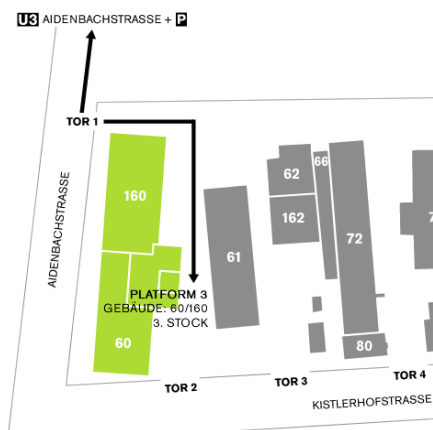 U3 AIDENBACHSTRASSE + P
TOR 1
AIDENBACHSTRASSE
160
62
66
162
72
61
PLATFORM 3
GEBÄUDE: 60/160
3. STOCK
60
80
TOR 2
TOR 3
TOR 4
KISTLERHOFSTRASSE